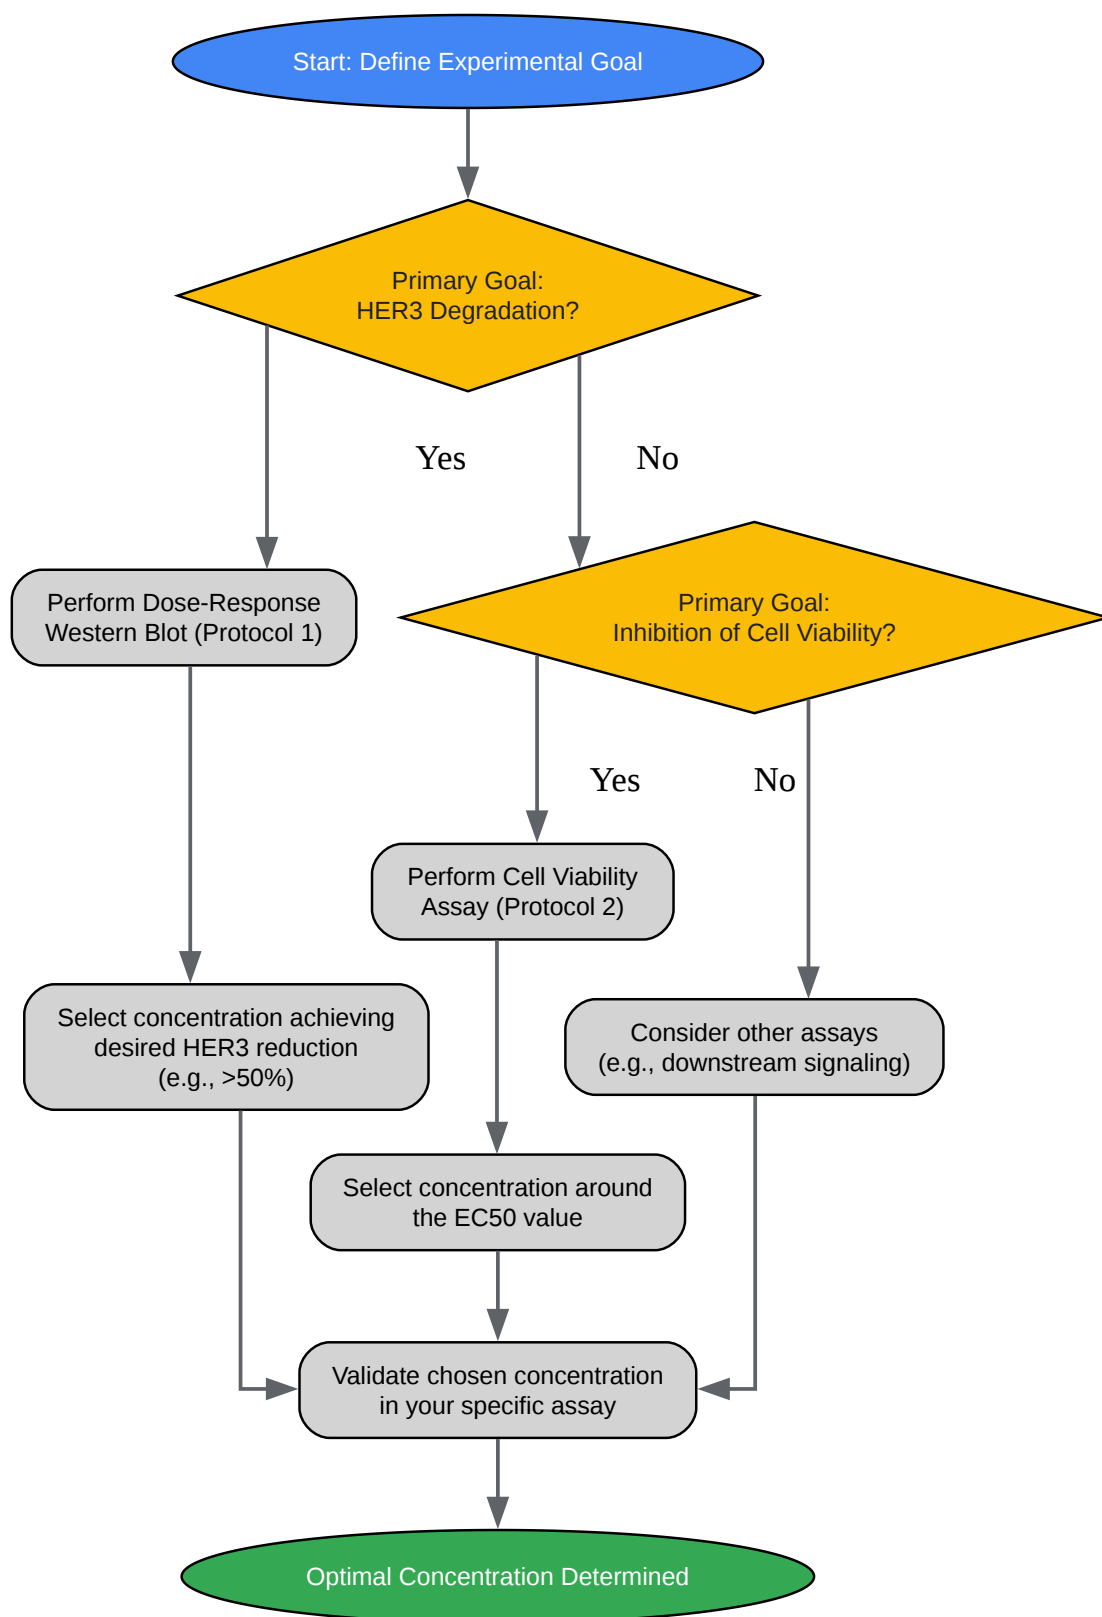 Start: Define Experimental Goal
Primary Goal:
HER3 Degradation?
Yes
No
Perform Dose-Response
Western Blot (Protocol 1)
Primary Goal:
Inhibition of Cell Viability?
Yes
No
Perform Cell Viability
Assay (Protocol 2)
Select concentration achieving
desired HER3 reduction
(e.g., >50%)
Consider other assays
(e.g., downstream signaling)
Select concentration around
the EC50 value
Validate chosen concentration
in your specific assay
Optimal Concentration Determined